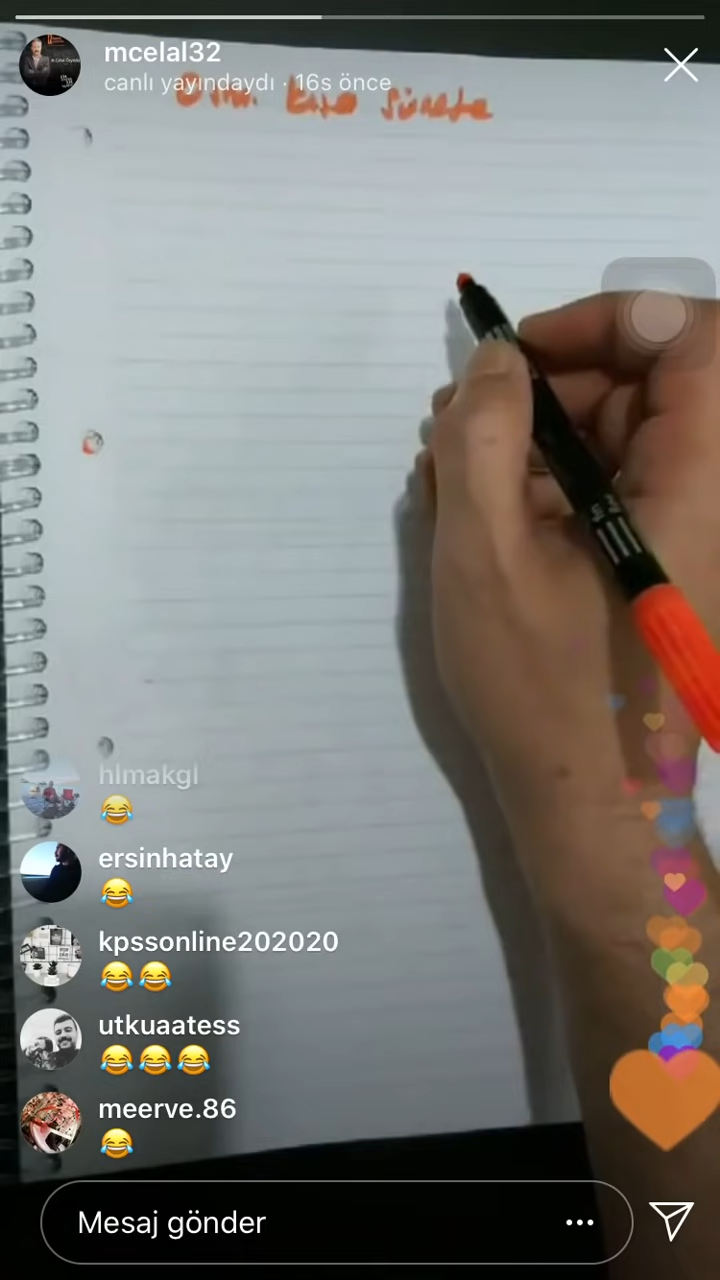 mcelal32
canlı yayındaydı · 16s önce
hlmakgl
😂
ersinhatay
😂
kpssonline202020
😂😂
utkuaatess
😂😂😂
meerve.86
😂
Mesaj gönder